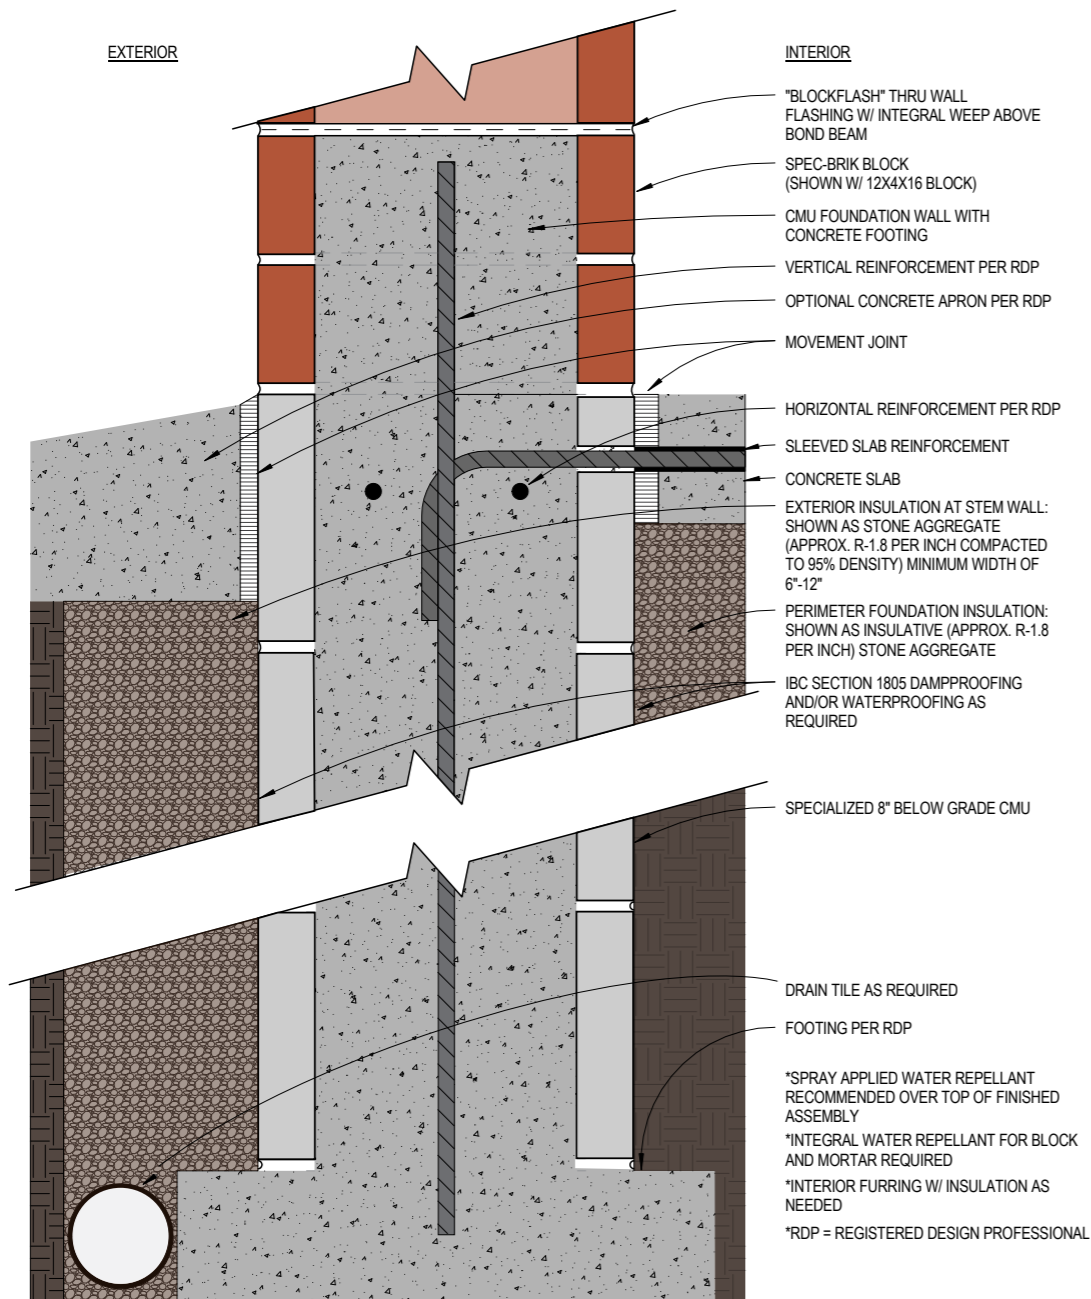 EXTERIOR
INTERIOR
"BLOCKFLASH" THRU WALL
FLASHING W/ INTEGRAL WEEP ABOVE
BOND BEAM
SPEC-BRIK BLOCK
(SHOWN W/ 12X4X16 BLOCK)
CMU FOUNDATION WALL WITH
CONCRETE FOOTING
VERTICAL REINFORCEMENT PER RDP
OPTIONAL CONCRETE APRON PER RDP
MOVEMENT JOINT
HORIZONTAL REINFORCEMENT PER RDP
SLEEVED SLAB REINFORCEMENT
CONCRETE SLAB
EXTERIOR INSULATION AT STEM WALL:
SHOWN AS STONE AGGREGATE
(APPROX. R-1.8 PER INCH COMPACTED
TO 95% DENSITY) MINIMUM WIDTH OF
6"-12"
PERIMETER FOUNDATION INSULATION:
SHOWN AS INSULATIVE (APPROX. R-1.8
PER INCH) STONE AGGREGATE
IBC SECTION 1805 DAMPPROOFING
AND/OR WATERPROOFING AS
REQUIRED
SPECIALIZED 8" BELOW GRADE CMU
DRAIN TILE AS REQUIRED
FOOTING PER RDP
*SPRAY APPLIED WATER REPELLANT
RECOMMENDED OVER TOP OF FINISHED
ASSEMBLY
*INTEGRAL WATER REPELLANT FOR BLOCK
AND MORTAR REQUIRED
*INTERIOR FURRING W/ INSULATION AS
NEEDED
*RDP = REGISTERED DESIGN PROFESSIONAL